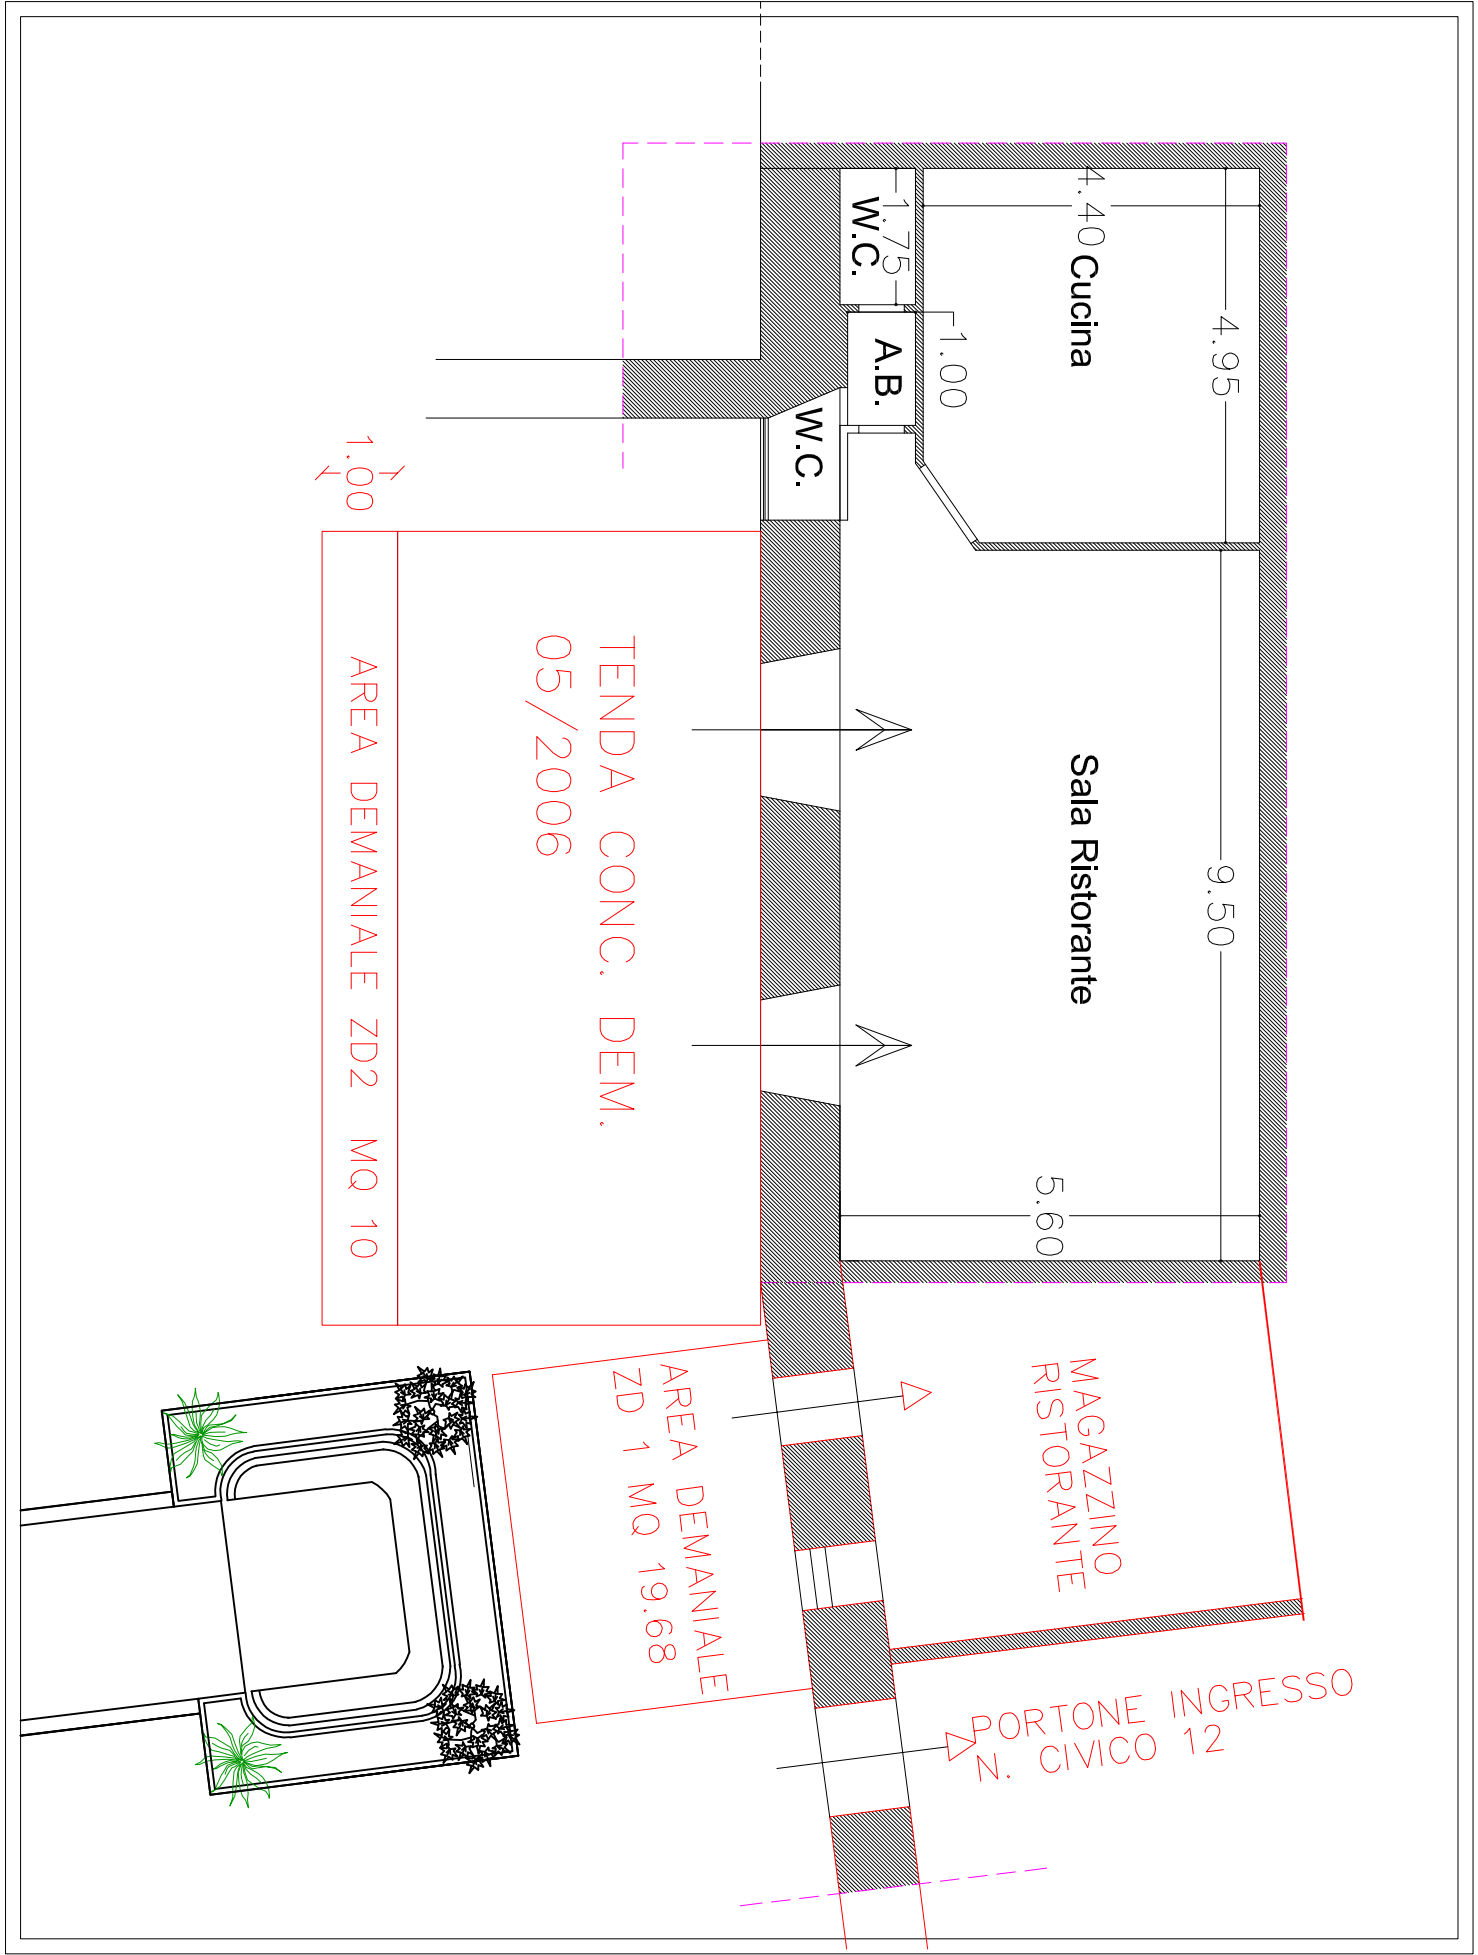 4.95
4.40
Cucina
1.75
W.C.
1.00
A.B.
W.C.
9.50
Sala Ristorante
5.60
1.00
TENDA CONC. DEM.
05/2006
AREA DEMANIALE ZD2 MQ 10
MAGAZZINO
RISTORANTE
AREA DEMANIALE
ZD 1 MQ 19.68
PORTONE INGRESSO
N. CIVICO 12